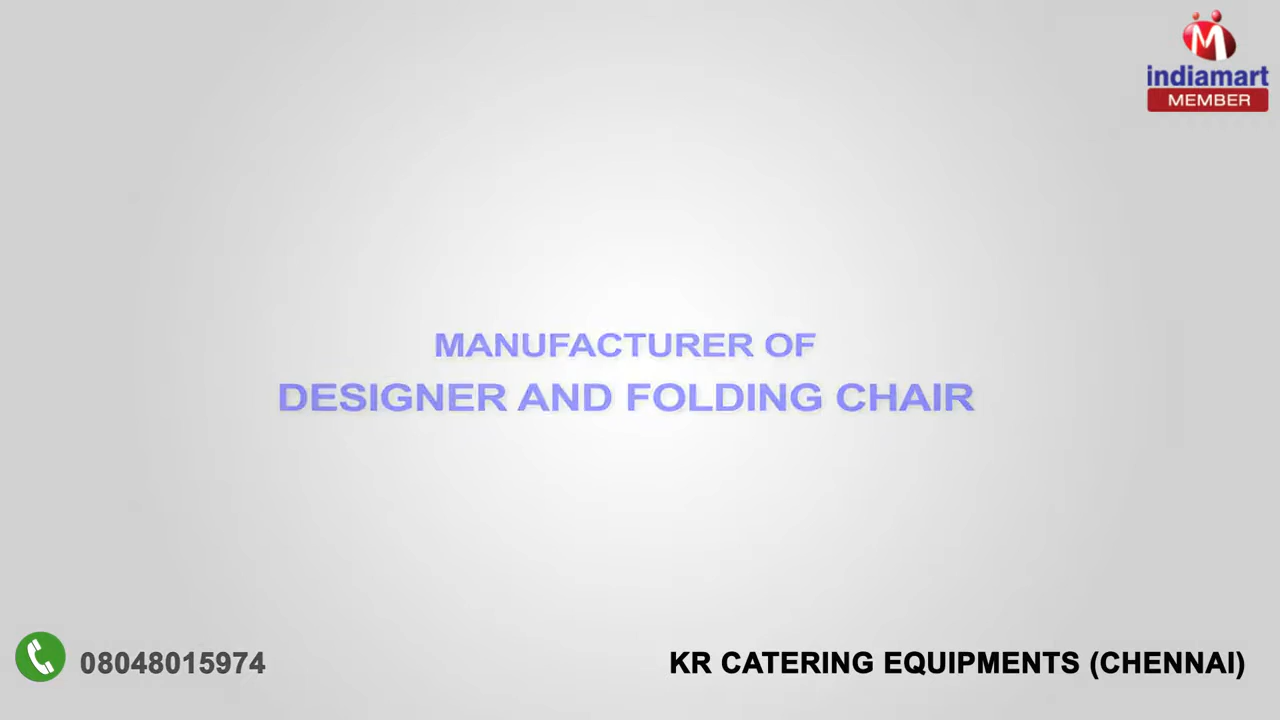 indiamart
MEMBER
MANUFACTURER OF
DESIGNER AND FOLDING CHAIR
08048015974
KR CATERING EQUIPMENTS (CHENNAI)